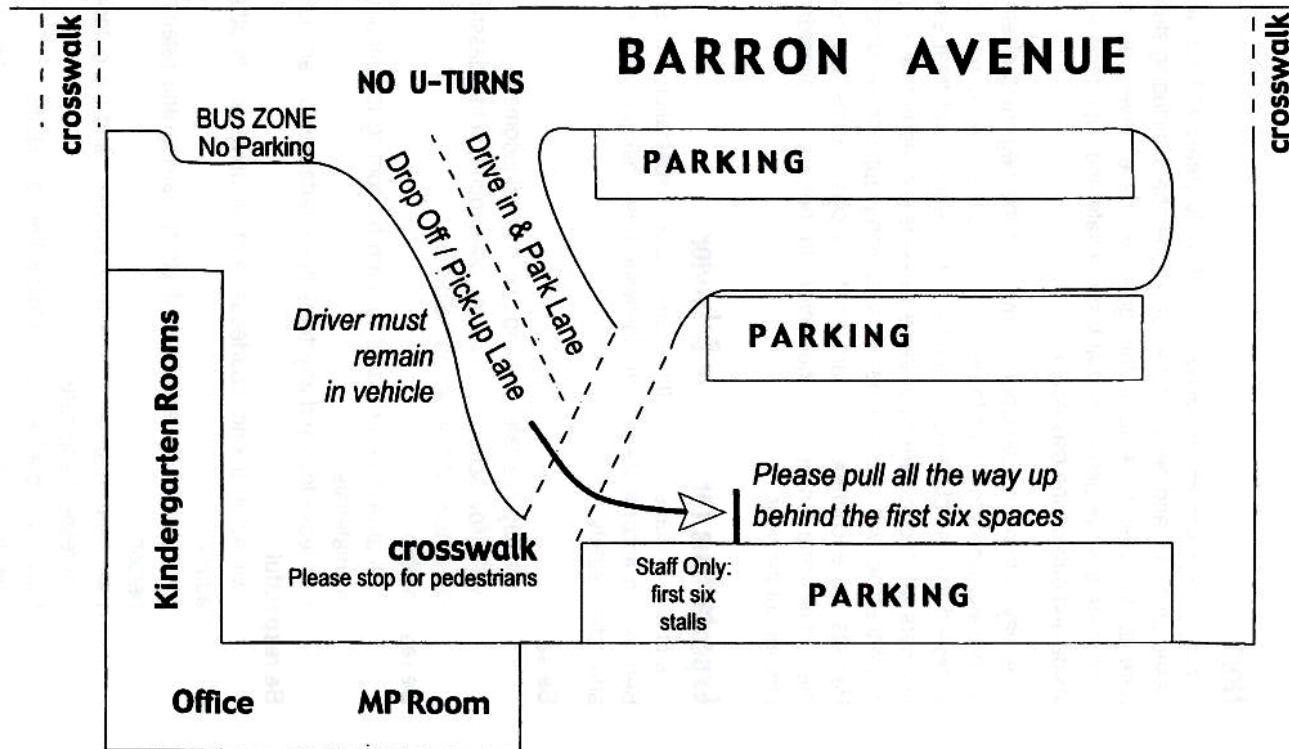 crosswalk
BARRON AVENUE
crosswalk
NO U-TURNS
BUS ZONE
No Parking
Drop Off / Pick-up Lane
Drive in & Park Lane
PARKING
PARKING
Driver must
remain
in vehicle
Kindergarten Rooms
Please pull all the way up
behind the first six spaces
crosswalk
Please stop for pedestrians
Staff Only:
first six
stalls
PARKING
Office
MP Room